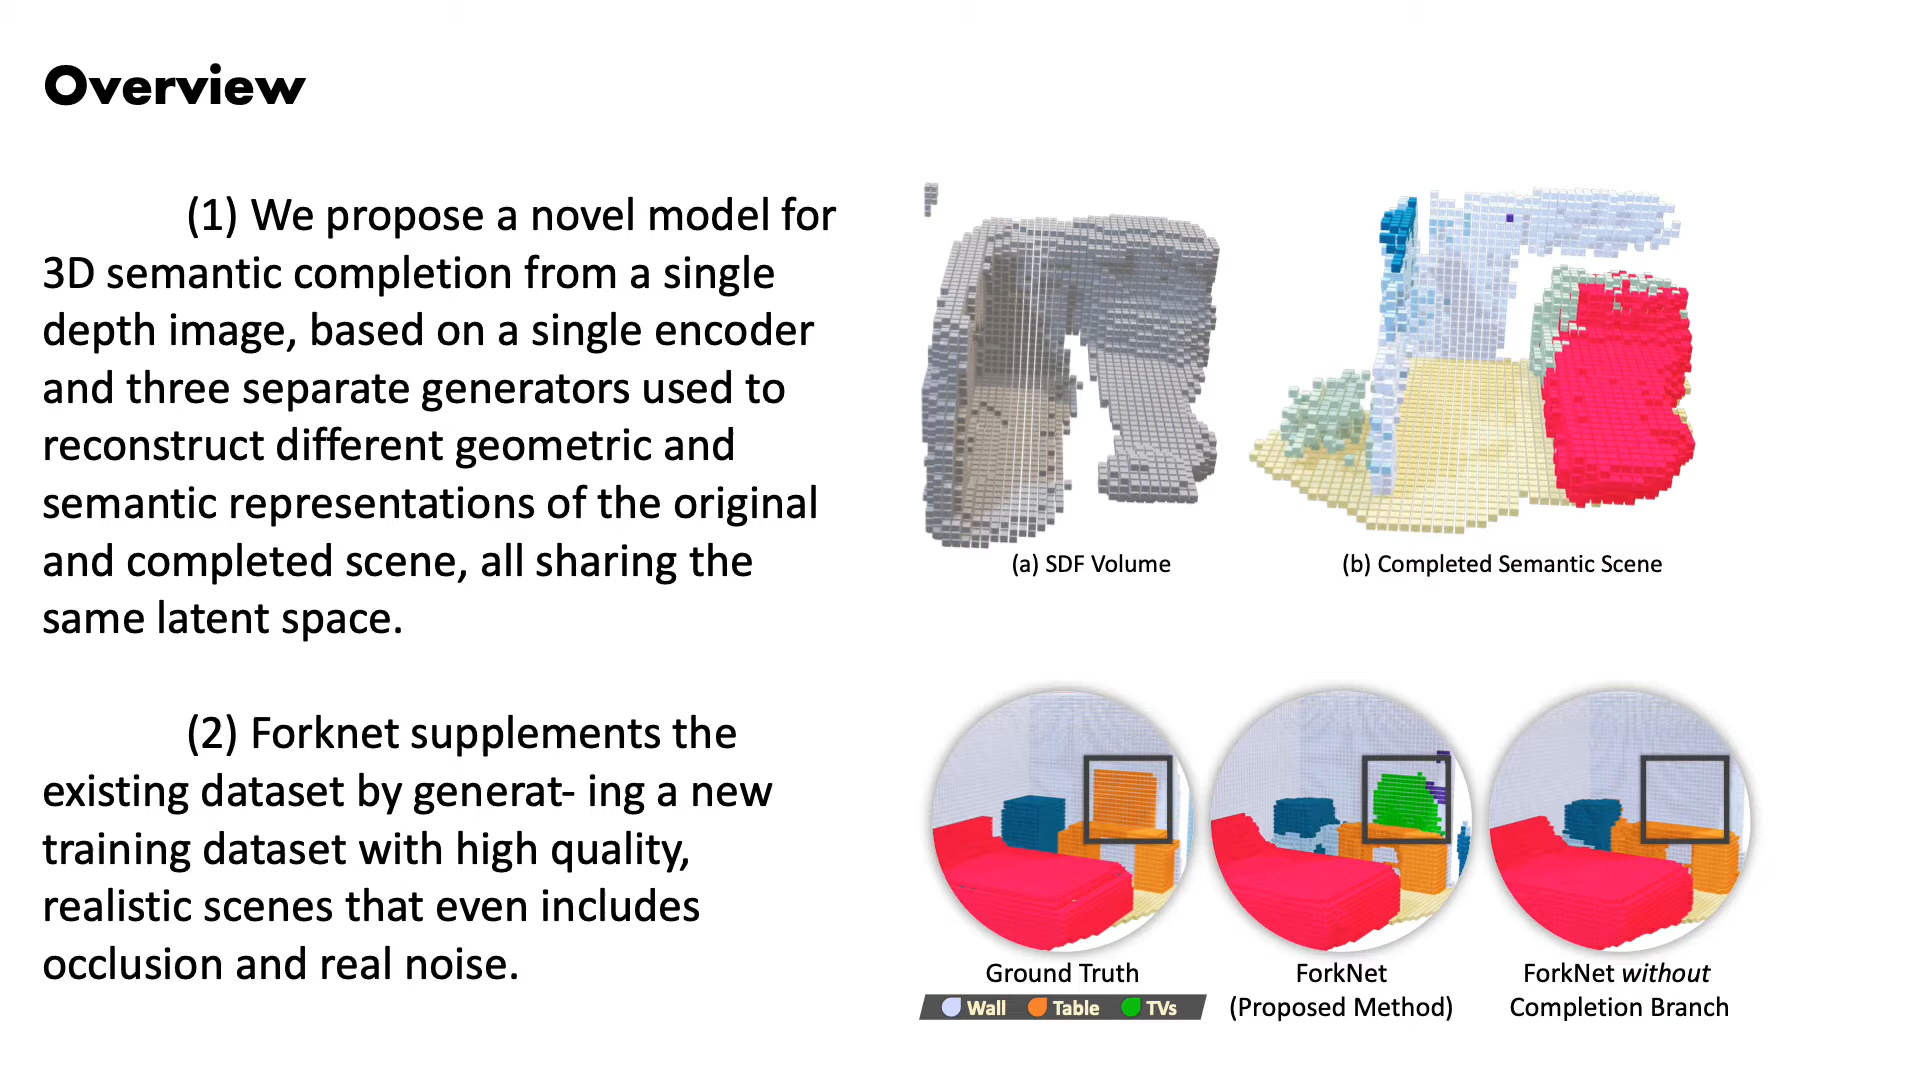 Overview
(1) We propose a novel model for
3D semantic completion from a single
depth image, based on a single encoder
and three separate generators used to
reconstruct different geometric and
semantic representations of the original
and completed scene, all sharing the
same latent space.
(2) Forknet supplements the
existing dataset by generat- ing a new
training dataset with high quality,
realistic scenes that even includes
occlusion and real noise.
(a) SDF Volume
(b) Completed Semantic Scene
Ground Truth
Wall Table TVs
ForkNet
(Proposed Method)
ForkNet without
Completion Branch